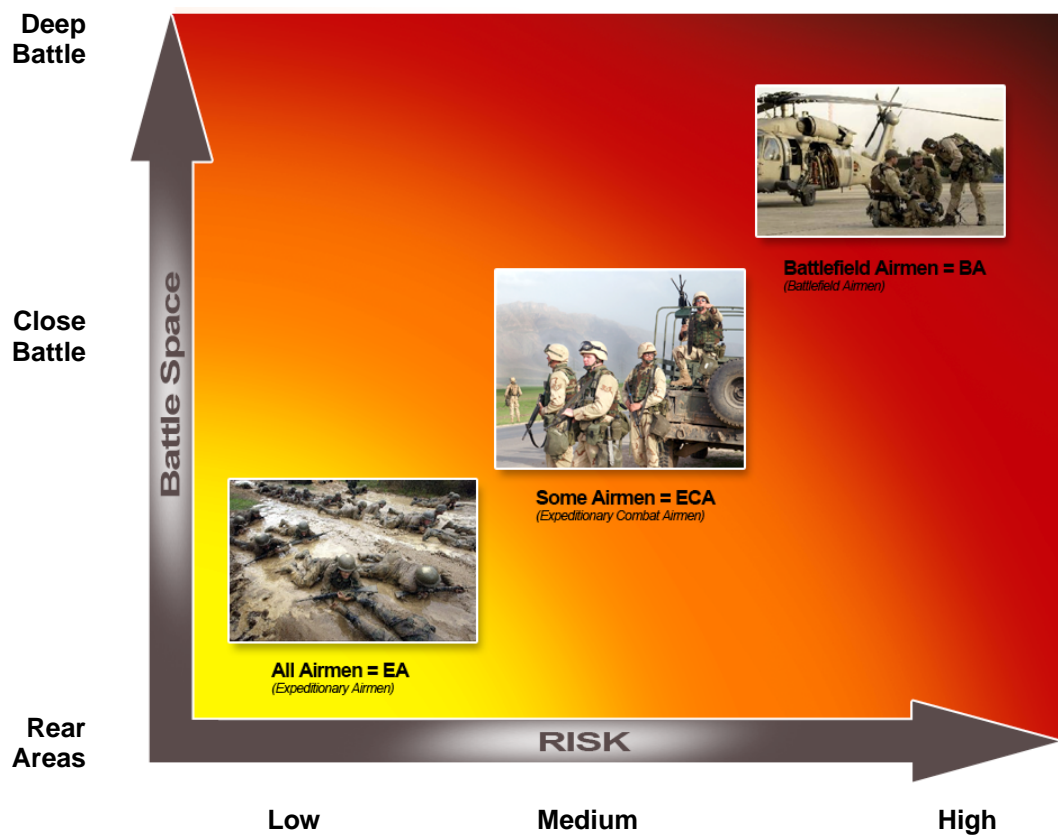 Deep
Battle
Battlefield Airmen = BA
(Battlefield Airmen)
Close
Battle
Battle Space
Some Airmen = ECA
(Expeditionary Combat Airmen)
All Airmen = EA
(Expeditionary Airmen)
Rear
Areas
RISK
Low
Medium
High